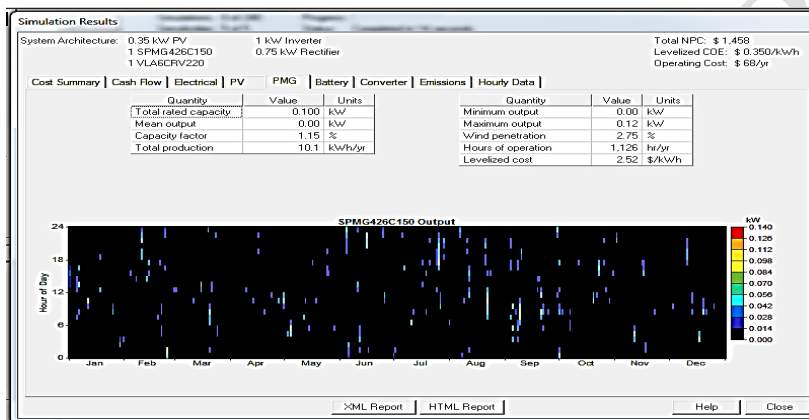 Simulation Results
System Architecture: 0.35 kW PV 1 kW Inverter Total NPC: $ 1,458
1 SPMG426C150 0.75 kW Rectifier Levelized COE: $ 0.350/kWh
1 VLA6CRV220 Operating Cost: $ 68/yr
Cost Summary Cash Flow Electrical PV PMG Battery Converter Emissions Hourly Data
Quantity Value Units Quantity Value Units
Total rated capacity 0.100 kW Minimum output 0.00 kW
Mean output 0.00 kW Maximum output 0.12 kW
Capacity factor 1.15 % Wind penetration 2.75 %
Total production 10.1 kWh/yr Hours of operation 1,126 hr/yr
Levelized cost 2.52 $/kWh
SPMG426C150 Output
kW
24
18
12
6
0
Hour of Day
Jan Feb Mar Apr May Jun Jul Aug Sep Oct Nov Dec
0.140
0.126
0.112
0.098
0.084
0.070
0.056
0.042
0.028
0.014
0.000
XML Report HTML Report Help Close